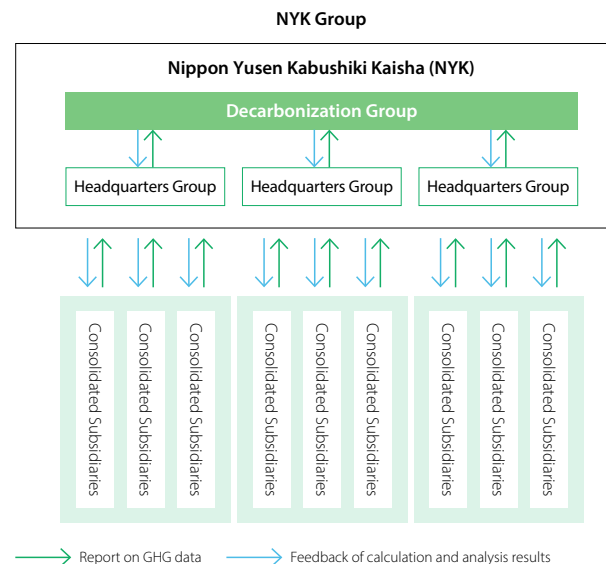 NYK Group
Nippon Yusen Kabushiki Kaisha (NYK)
Decarbonization Group
Headquarters Group
Headquarters Group
Headquarters Group
Consolidated Subsidiaries
Consolidated Subsidiaries
Consolidated Subsidiaries
Consolidated Subsidiaries
Consolidated Subsidiaries
Consolidated Subsidiaries
Consolidated Subsidiaries
Consolidated Subsidiaries
Consolidated Subsidiaries
Report on GHG data
Feedback of calculation and analysis results